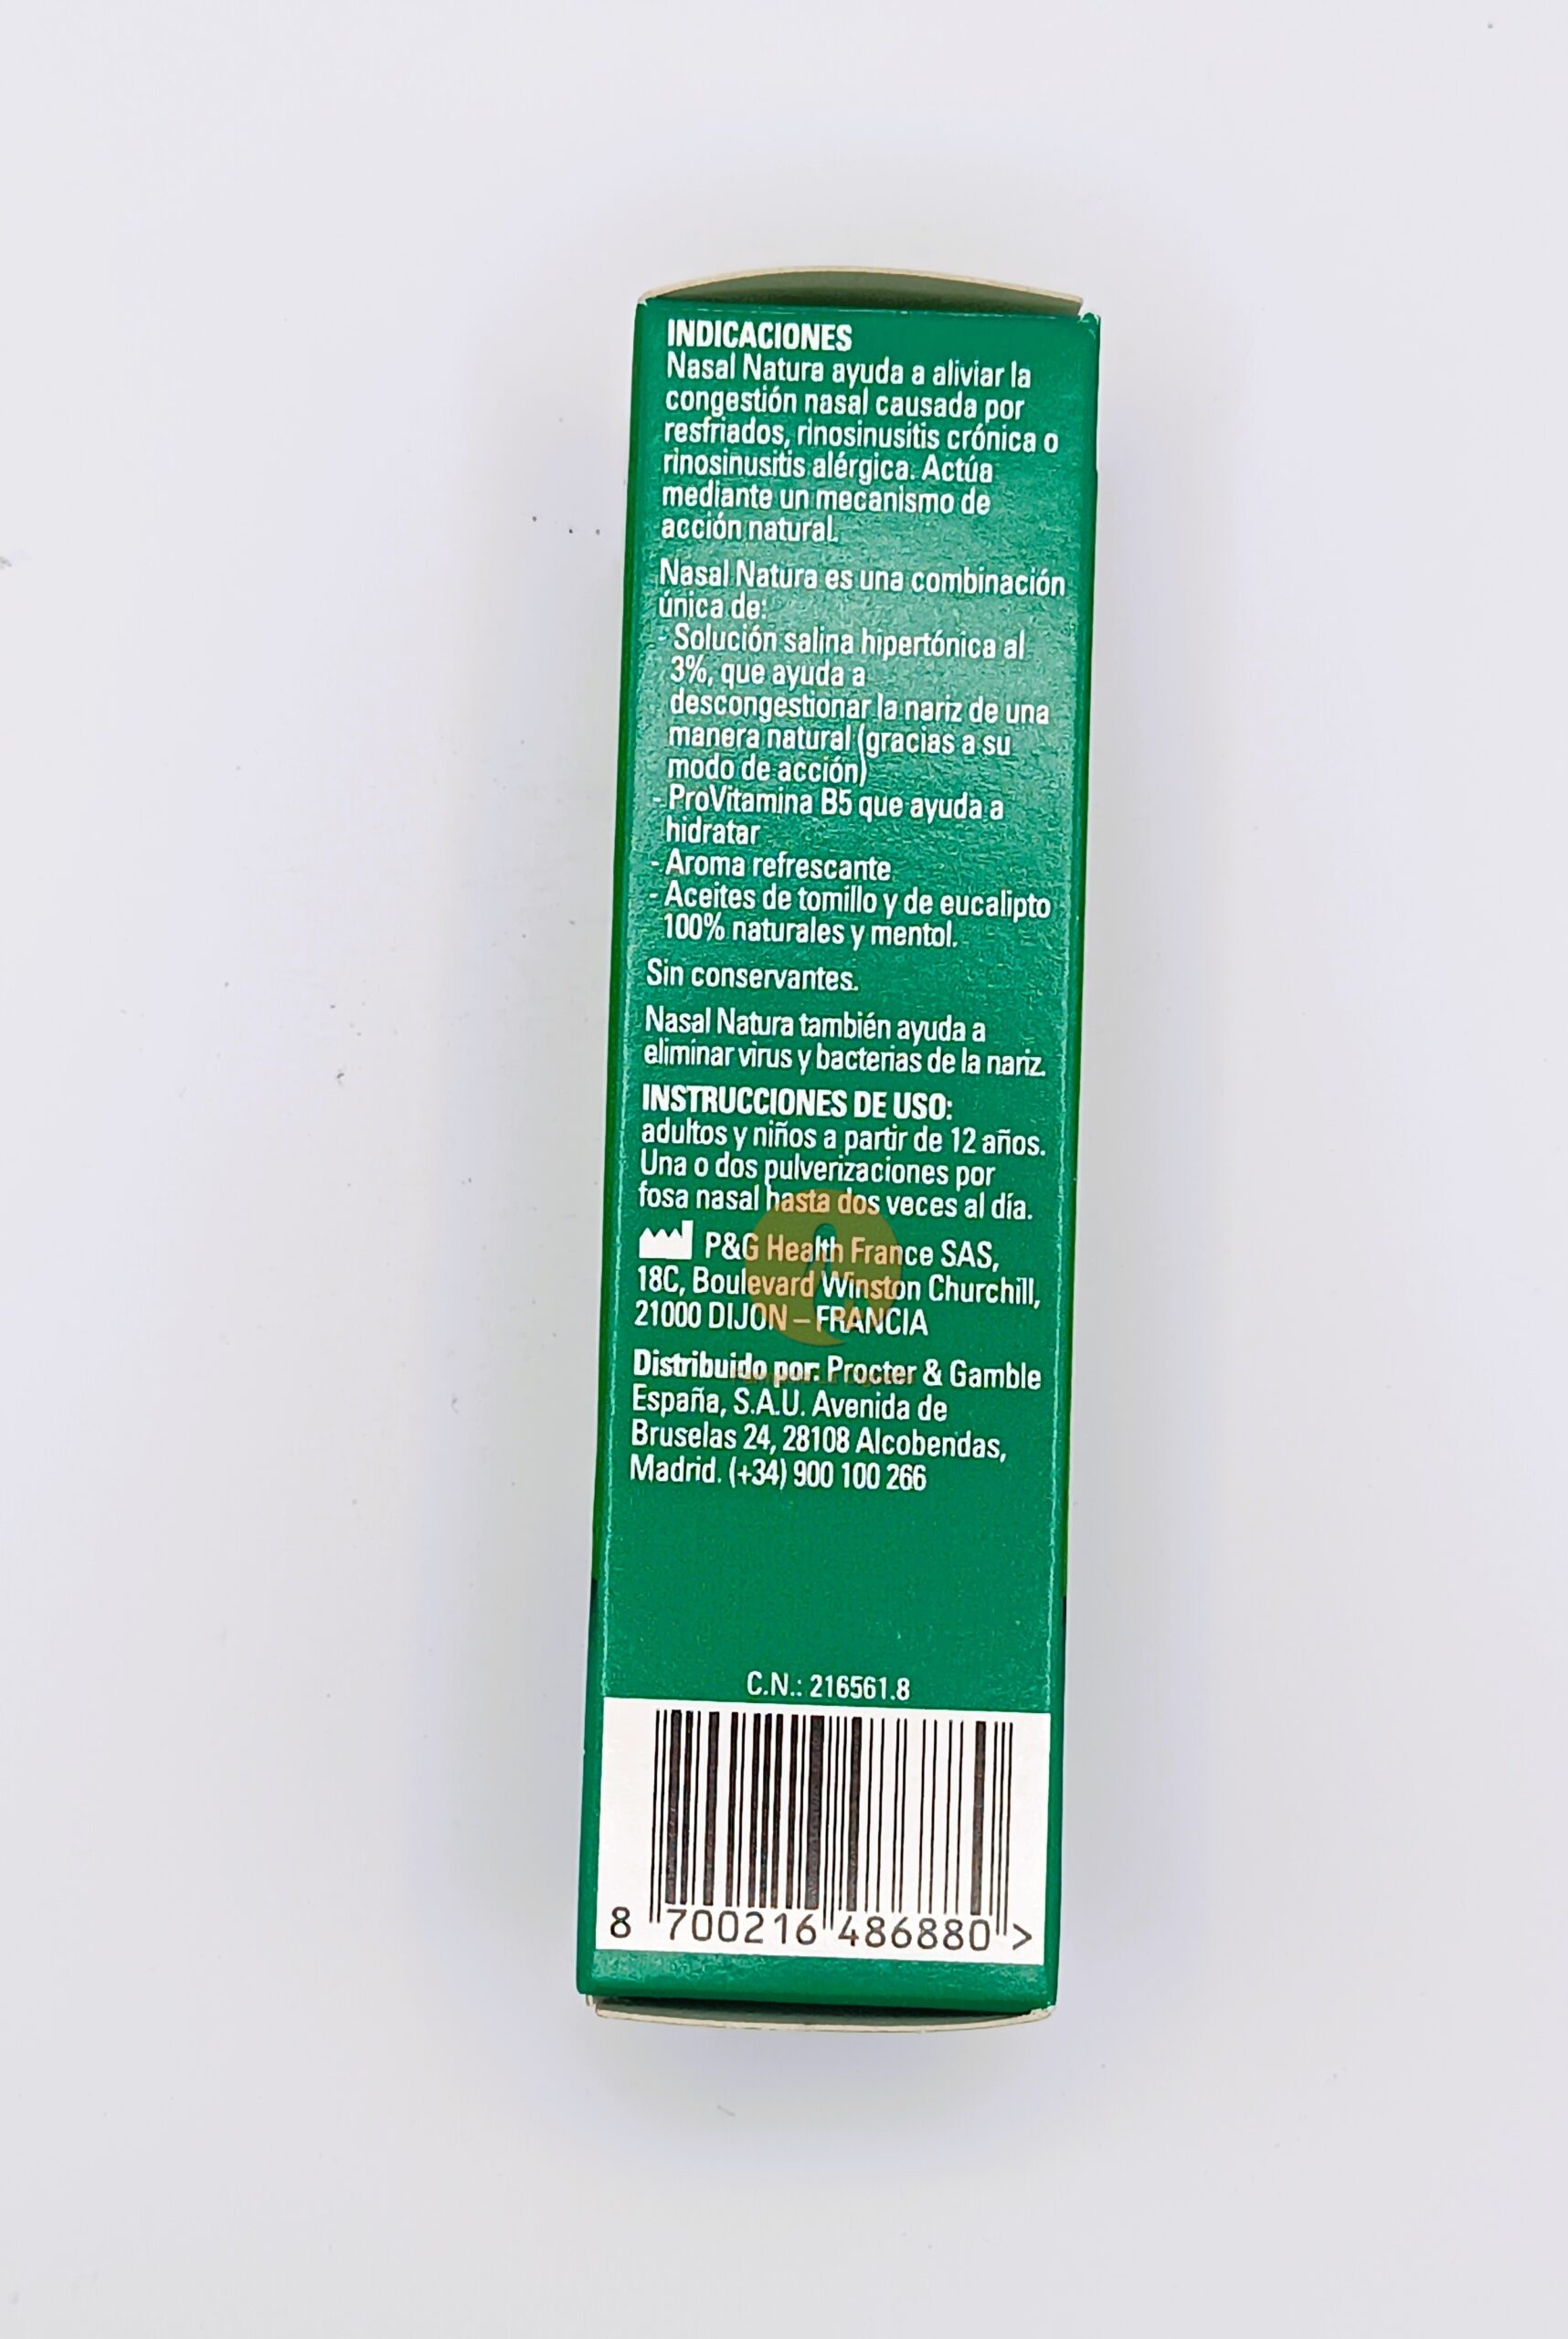 INDICACIONES
Nasal Natura ayuda a aliviar la
congestión nasal causada por
resfriados, rinosinusitis crónica o
rinosinusitis alérgica. Actúa
mediante un mecanismo de
acción natural.
Nasal Natura es una combinación
única de:
- Solución salina hipertónica al
3%, que ayuda a
descongestionar la nariz de una
manera natural (gracias a su
modo de acción)
- ProVitamina B5 que ayuda a
hidratar
- Aroma refrescante
- Aceites de tomillo y de eucalipto
100% naturales y mentol.
Sin conservantes.
Nasal Natura también ayuda a
eliminar virus y bacterias de la nariz.
INSTRUCCIONES DE USO:
adultos y niños a partir de 12 años.
Una o dos pulverizaciones por
fosa nasal hasta dos veces al día.
P&G Health France SAS,
18C, Boulevard Winston Churchill,
21000 DIJON – FRANCIA
Distribuido por: Procter & Gamble
España, S.A.U. Avenida de
Bruselas 24, 28108 Alcobendas,
Madrid. (+34) 900 100 266
C.N.: 216561.8
8 700216 486880 >